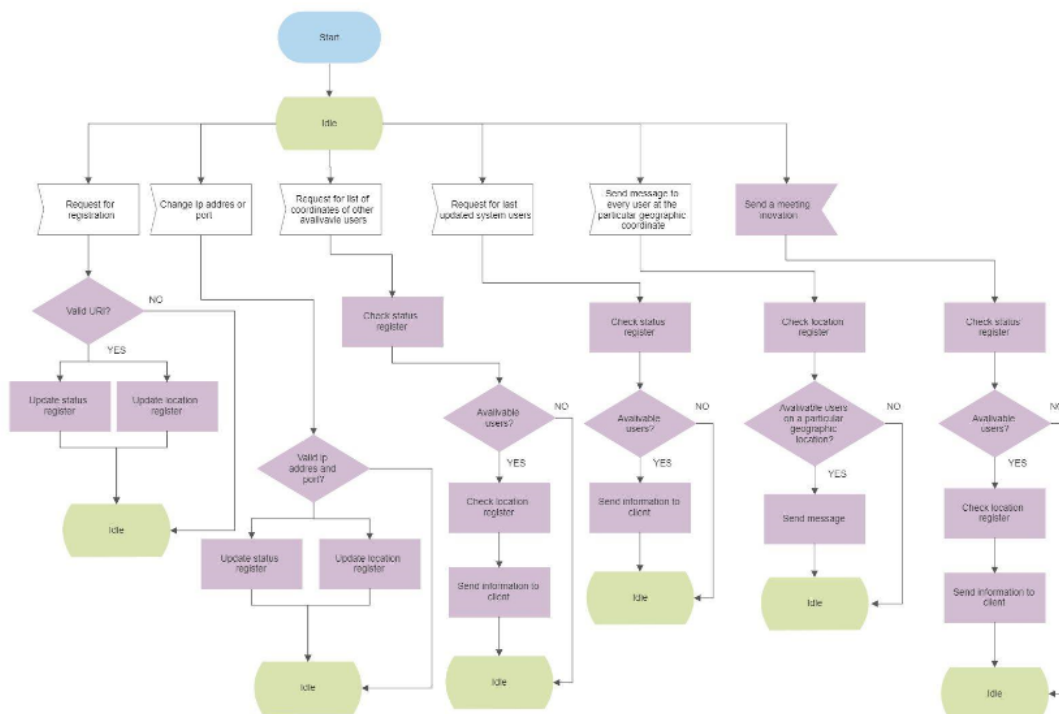 Start
Idle
Request for
registration
Change Ip addres or
port
Request for list of
coordinates of other
avalivavle users
Request for last
updated system users
Send message to
every user at the
particular geographic
coordinate
Send a meeting
inovation
Valid URI?
NO
YES
Update status
register
Update location
register
Idle
Valid ip
addres and
port?
Update status
register
Update location
register
Idle
Check status
register
Avalivable
users?
NO
YES
Check location
register
Send information to
client
Idle
Check status
register
Avalivable
users?
NO
YES
Send information to
client
Idle
Check location
register
Avalivable users
on a particular
geographic
location?
NO
YES
Send message
Idle
Check status
register
Avalivable
users?
NO
YES
Check location
register
Send information to
client
Idle